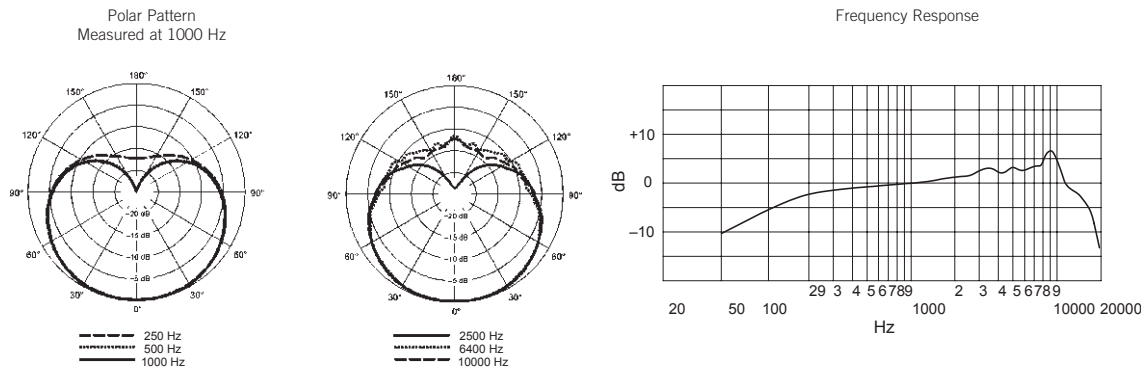 Polar Pattern
Measured at 1000 Hz
180°
150°
150°
120°
120°
90°
90°
60°
60°
30°
30°
0°
-20 dB
-15 dB
-10 dB
-5 dB
250 Hz
500 Hz
1000 Hz
180°
150°
150°
120°
120°
90°
90°
60°
60°
30°
30°
0°
-20 dB
-15 dB
-10 dB
-5 dB
2500 Hz
6400 Hz
10000 Hz
Frequency Response
+10
0
–10
dB
29 3 4 5 6 7 8 9 2 3 4 5 6 7 8 9
20 50 100 1000 10000 20000
Hz